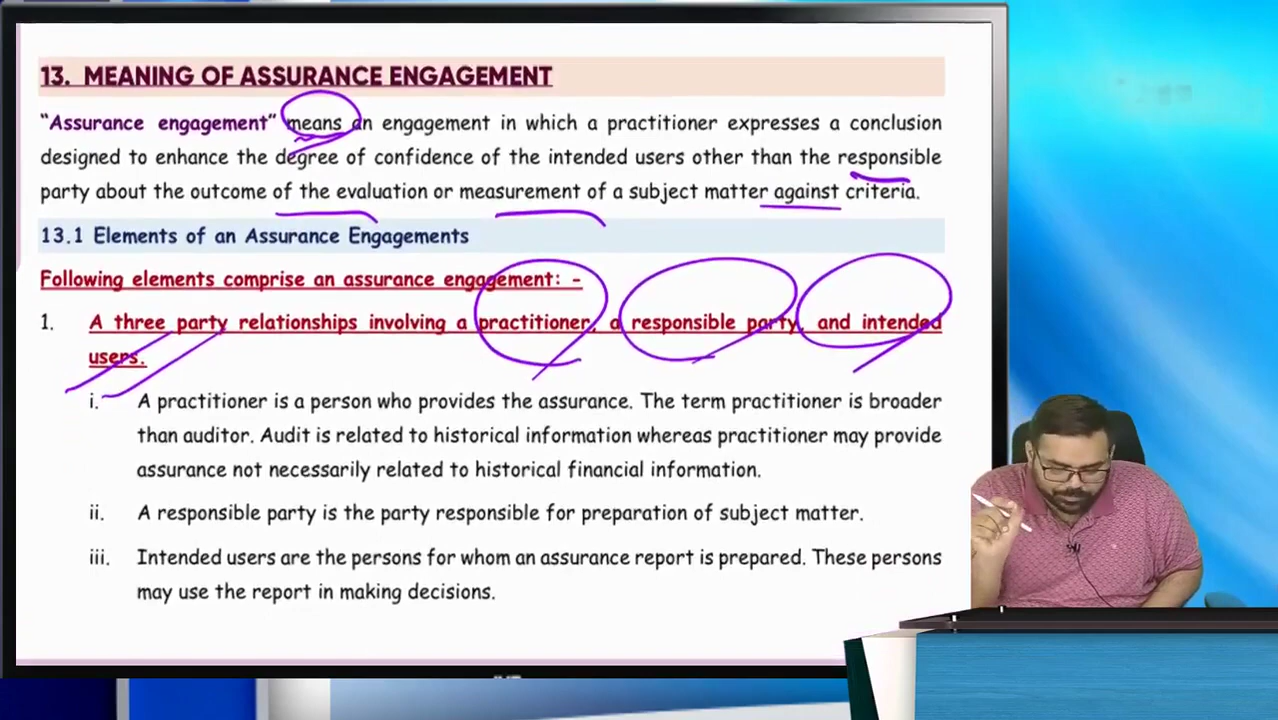 13. MEANING OF ASSURANCE ENGAGEMENT
“Assurance engagement” means an engagement in which a practitioner expresses a conclusion
designed to enhance the degree of confidence of the intended users other than the responsible
party about the outcome of the evaluation or measurement of a subject matter against criteria.
13.1 Elements of an Assurance Engagements
Following elements comprise an assurance engagement: -
1. A three party relationships involving a practitioner, a responsible party, and intended
users.
i. A practitioner is a person who provides the assurance. The term practitioner is broader
than auditor. Audit is related to historical information whereas practitioner may provide
assurance not necessarily related to historical financial information.
ii. A responsible party is the party responsible for preparation of subject matter.
iii. Intended users are the persons for whom an assurance report is prepared. These persons
may use the report in making decisions.